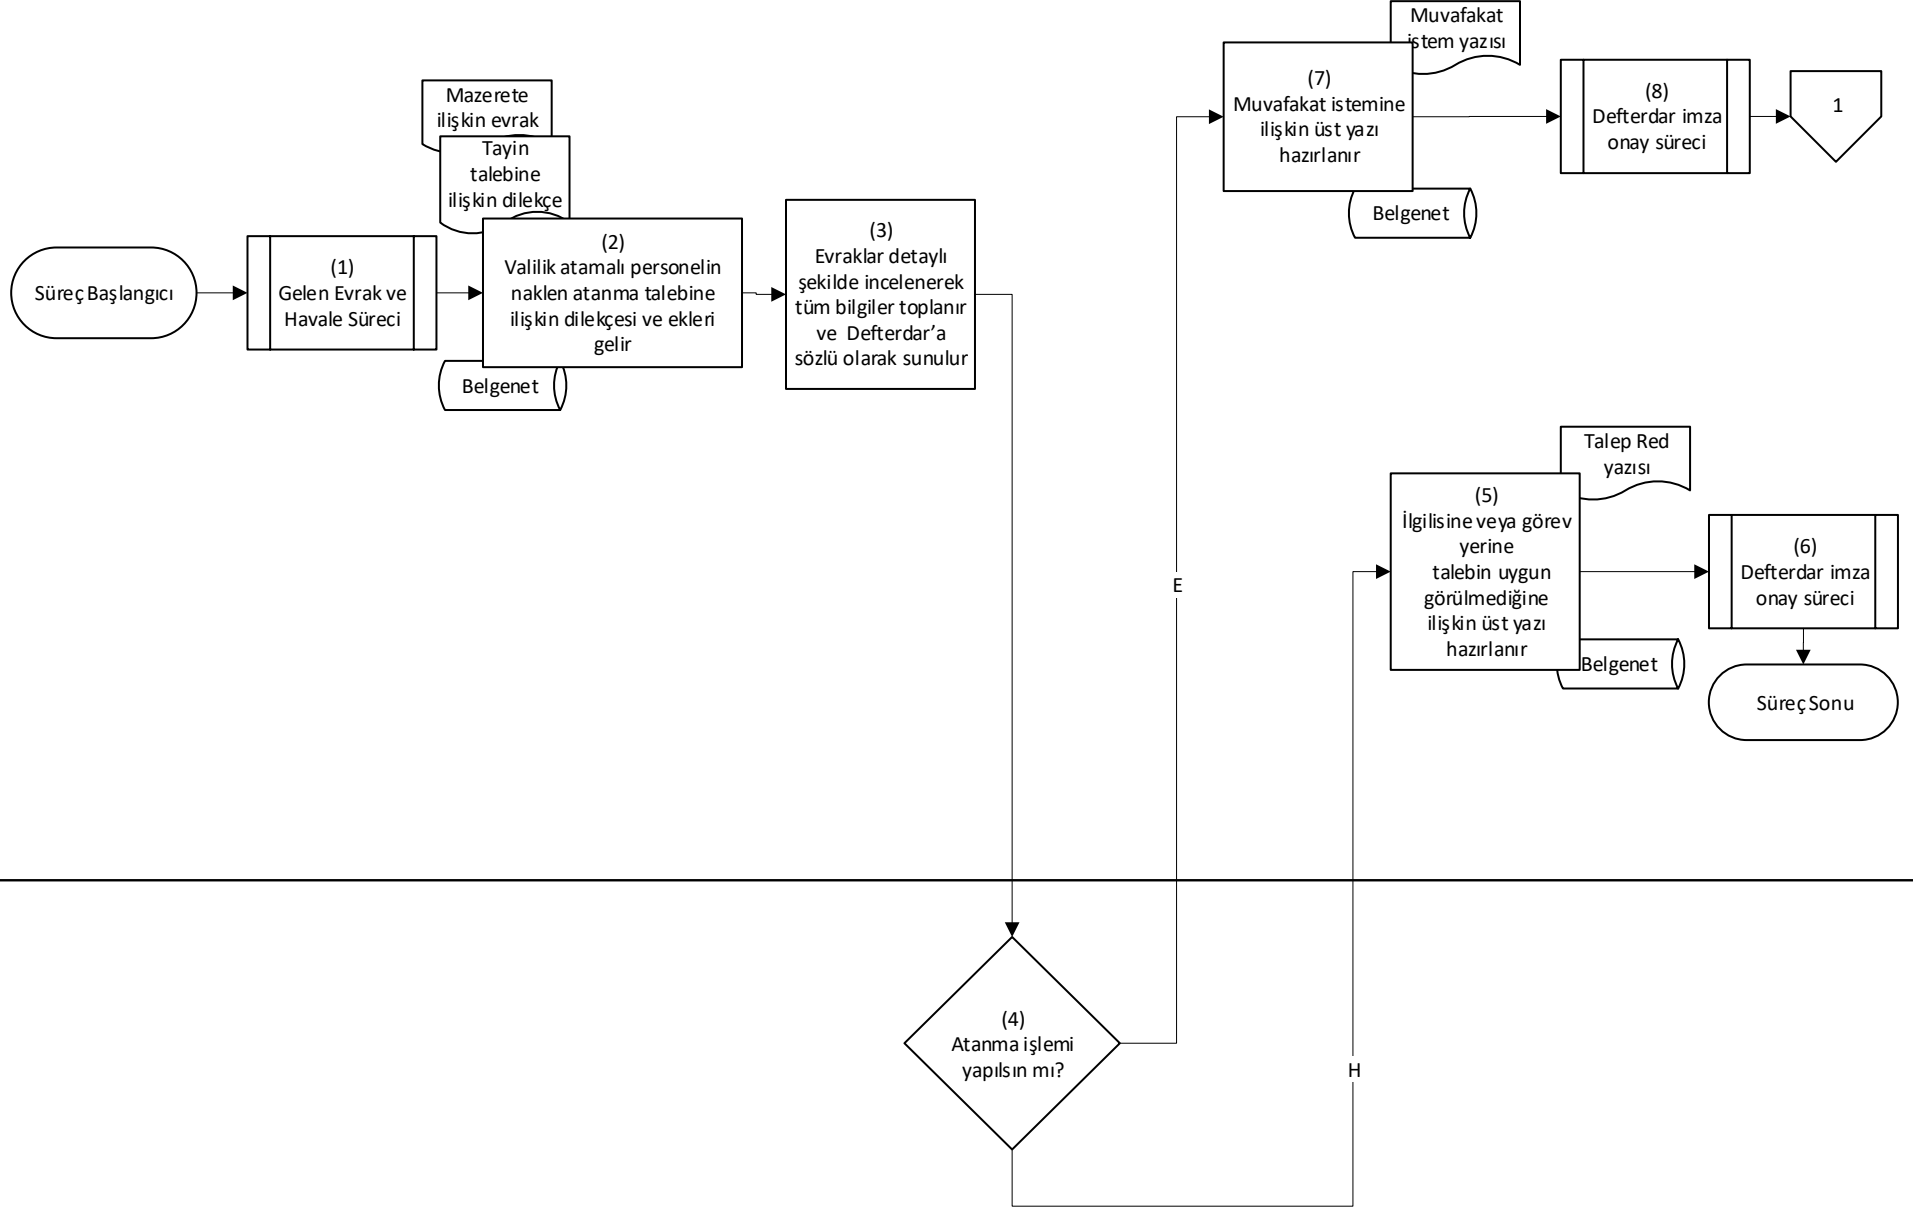 Süreç Başlangıcı
(1)
Gelen Evrak ve
Havale Süreci
Mazerete
ilişkin evrak
Tayin
talebine
ilişkin dilekçe
(2)
Valilik atamalı personelin
naklen atanma talebine
ilişkin dilekçesi ve ekleri
gelir
Belgenet
(3)
Evraklar detaylı
şekilde incelenerek
tüm bilgiler toplanır
ve Defterdar’a
sözlü olarak sunulur
(4)
Atanma işlemi
yapılsın mı?
E
H
Muvafakat
istem yazısı
(7)
Muvafakat istemine
ilişkin üst yazı
hazırlanır
Belgenet
(8)
Defterdar imza
onay süreci
1
Talep Red
yazısı
(5)
İlgilisine veya görev
yerine
talebin uygun
görülmediğine
ilişkin üst yazı
hazırlanır
Belgenet
(6)
Defterdar imza
onay süreci
Süreç Sonu